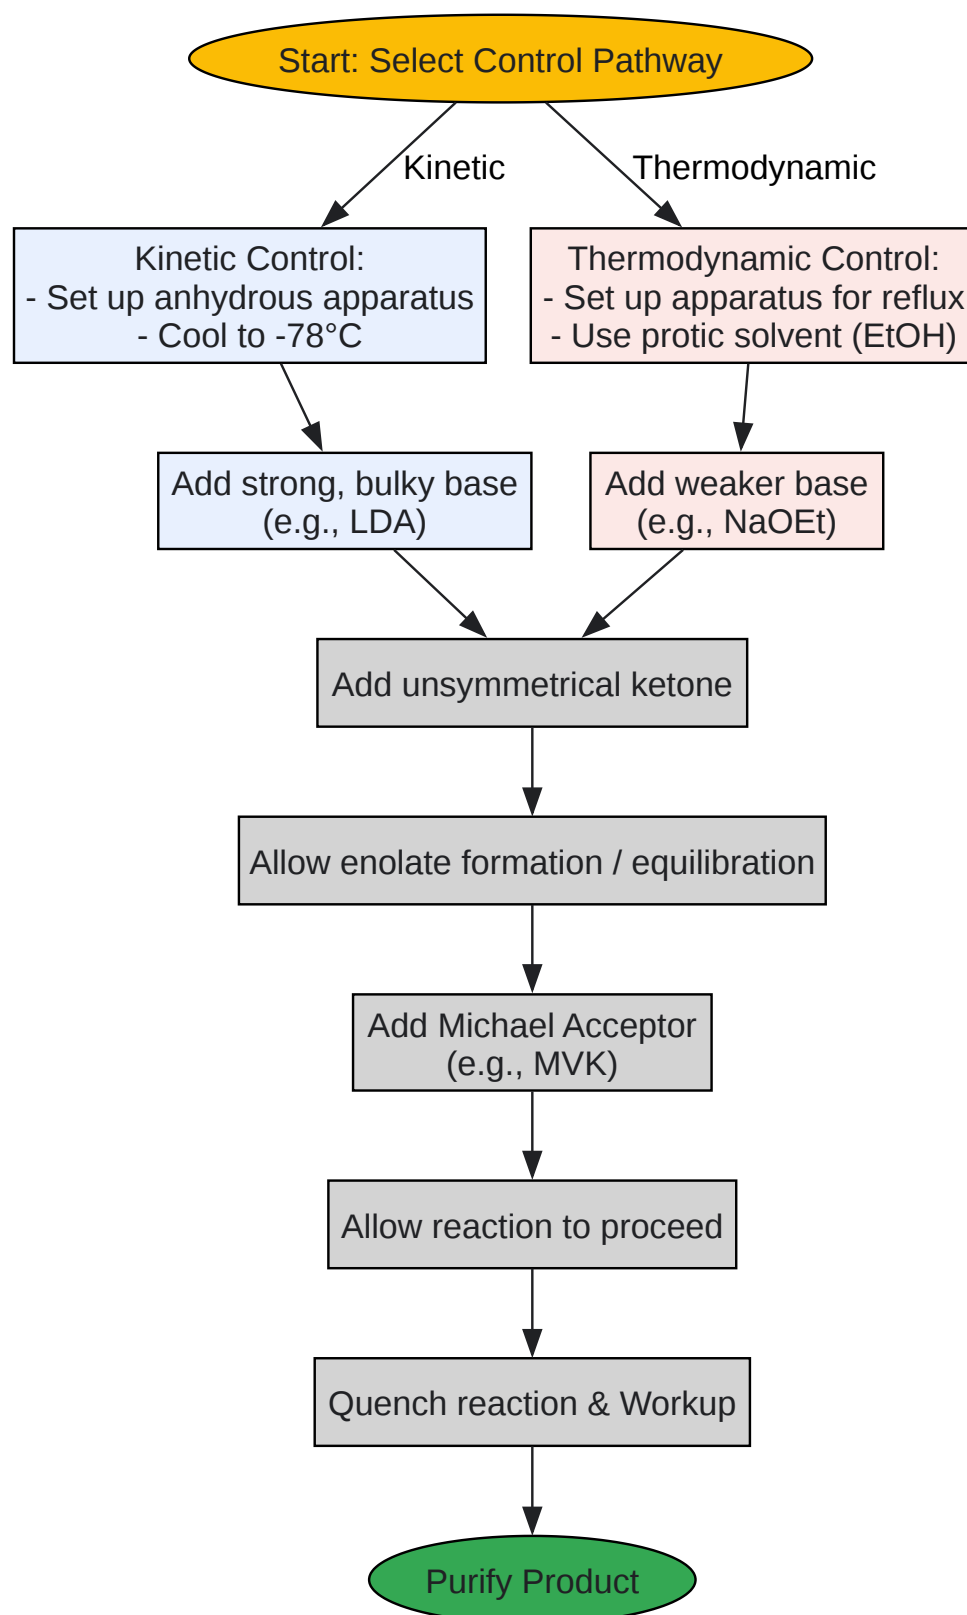 Start: Select Control Pathway
Kinetic
Thermodynamic
Kinetic Control:
- Set up anhydrous apparatus
- Cool to -78°C
Thermodynamic Control:
- Set up apparatus for reflux
- Use protic solvent (EtOH)
Add strong, bulky base
(e.g., LDA)
Add weaker base
(e.g., NaOEt)
Add unsymmetrical ketone
Allow enolate formation / equilibration
Add Michael Acceptor
(e.g., MVK)
Allow reaction to proceed
Quench reaction & Workup
Purify Product